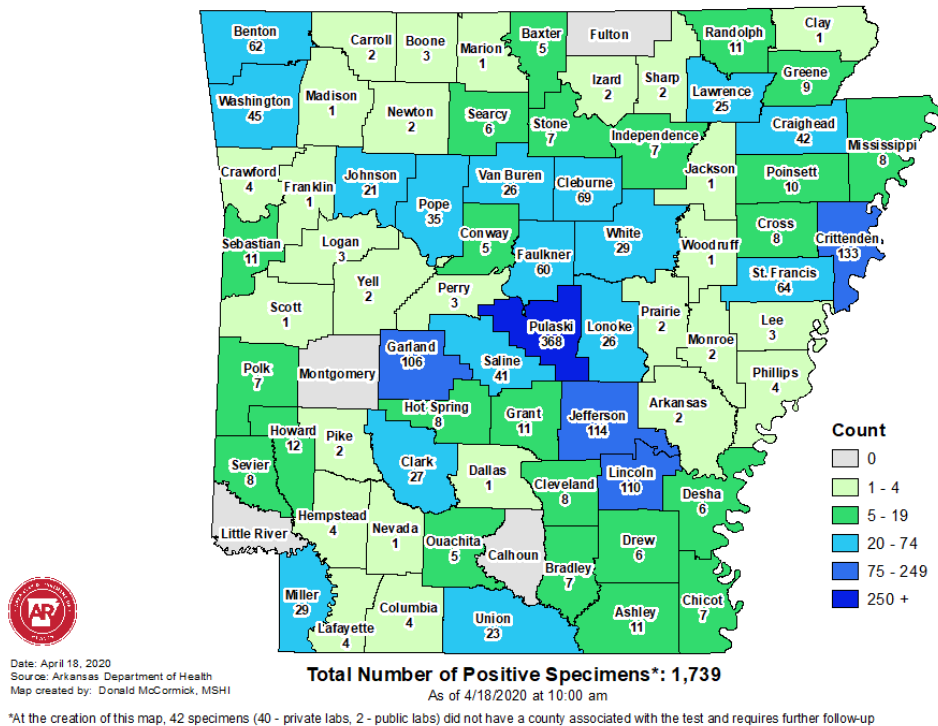 Benton
62
Carroll
2
Boone
3
Marion
1
Baxter
5
Fulton
Randolph
11
Clay
1
Washington
45
Madison
1
Newton
2
Searcy
6
Stone
7
Izard
2
Sharp
2
Lawrence
25
Greene
9
Independence
7
Craighead
42
Mississippi
8
Crawford
4
Franklin
1
Johnson
21
Pope
35
Van Buren
26
Cleburne
69
Jackson
1
Poinsett
10
Sebastian
11
Logan
3
Conway
5
Faulkner
60
White
29
Woodruff
1
Cross
8
Crittenden
133
St. Francis
64
Scott
1
Yell
2
Perry
3
Pulaski
368
Lonoke
26
Prairie
2
Monroe
2
Lee
3
Phillips
4
Polk
7
Montgomery
Garland
106
Saline
41
Hot Spring
8
Grant
11
Jefferson
114
Arkansas
2
Howard
12
Pike
2
Clark
27
Dallas
1
Cleveland
8
Lincoln
110
Desha
6
Sevier
8
Little River
Hempstead
4
Nevada
1
Ouachita
5
Calhoun
Bradley
7
Drew
6
Miller
29
Lafayette
4
Columbia
4
Union
23
Ashley
11
Chicot
7
Count
0
1 - 4
5 - 19
20 - 74
75 - 249
250 +
AR
Date: April 18, 2020
Source: Arkansas Department of Health
Map created by: Donald McCormick, MSHI
Total Number of Positive Specimens*: 1,739
As of 4/18/2020 at 10:00 am
*At the creation of this map, 42 specimens (40 - private labs, 2 - public labs) did not have a county associated with the test and requires further follow-up